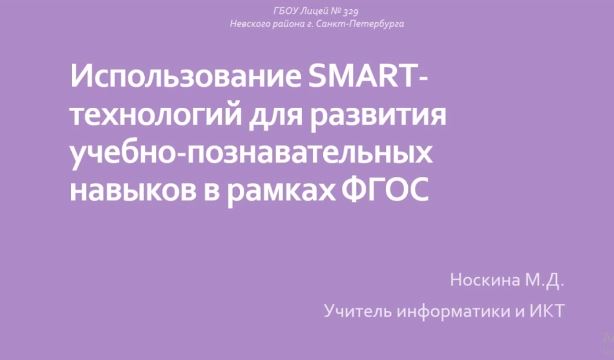 ГБОУ Лицей № 329
Невского района г. Санкт-Петербурга
Использование SMART-
технологий для развития
учебно-познавательных
навыков в рамках ФГОС
Носкина М.Д.
Учитель информатики и ИКТ